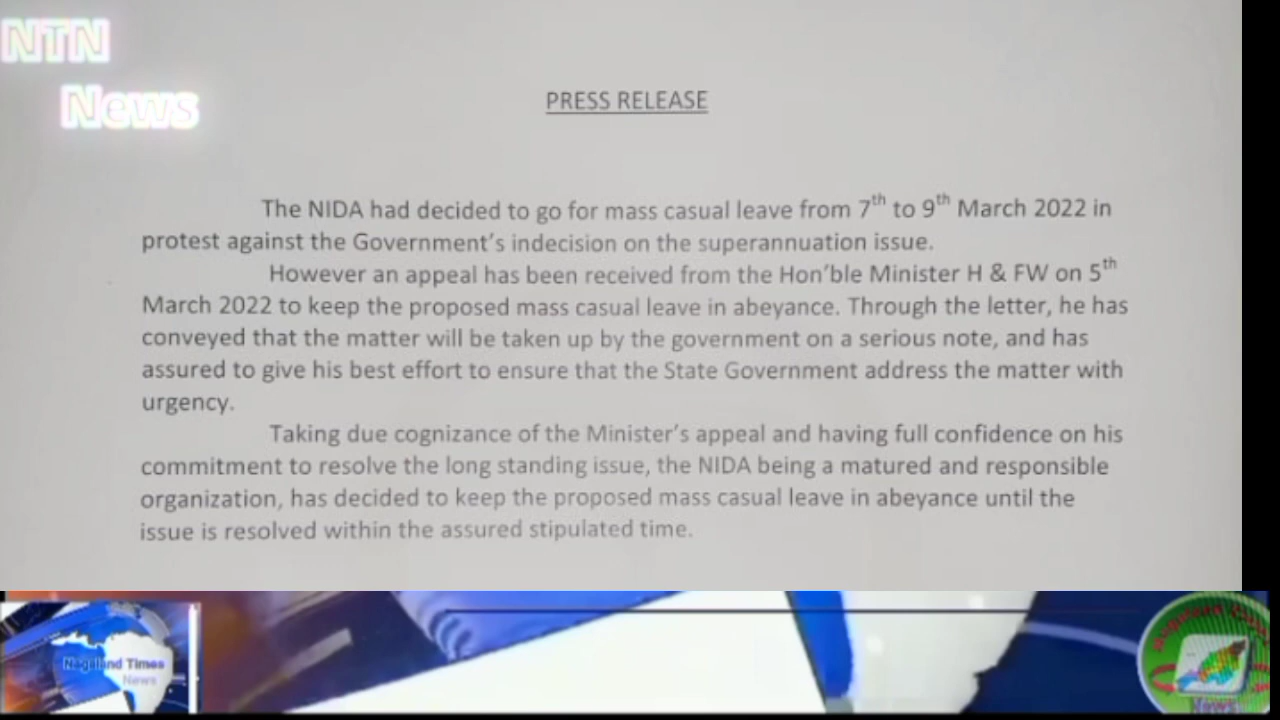 NTN
News
PRESS RELEASE
The NIDA had decided to go for mass casual leave from 7th to 9th March 2022 in
protest against the Government's indecision on the superannuation issue.
However an appeal has been received from the Hon'ble Minister H & FW on 5th
March 2022 to keep the proposed mass casual leave in abeyance. Through the letter, he has
conveyed that the matter will be taken up by the government on a serious note, and has
assured to give his best effort to ensure that the State Government address the matter with
urgency.
Taking due cognizance of the Minister's appeal and having full confidence on his
commitment to resolve the long standing issue, the NIDA being a matured and responsible
organization, has decided to keep the proposed mass casual leave in abeyance until the
issue is resolved within the assured stipulated time.
Nagaland Times
News
News